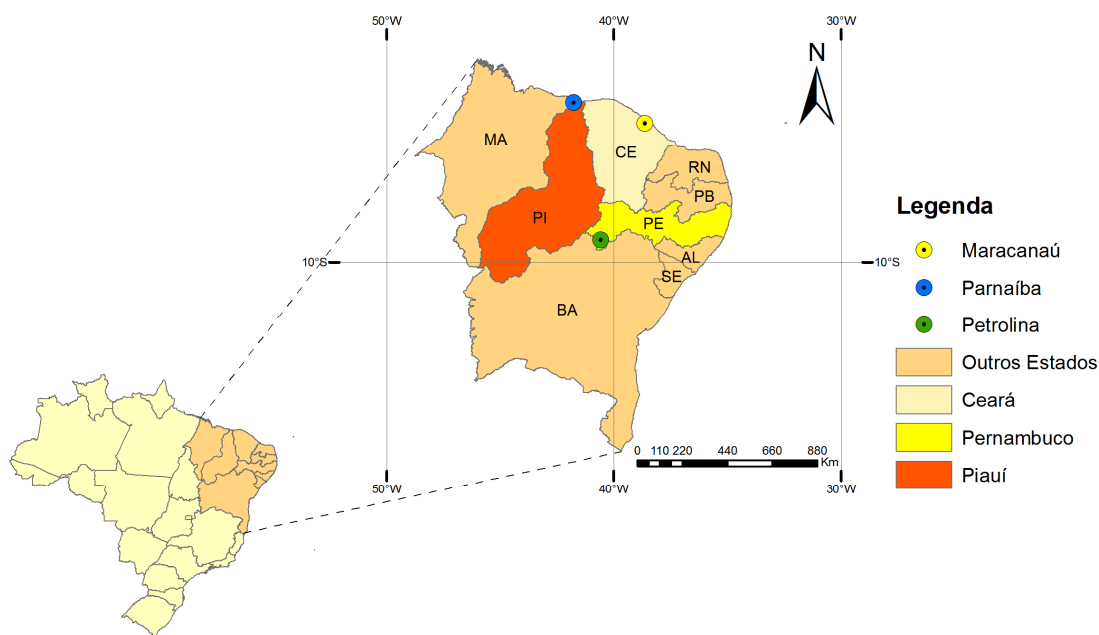 50°W 40°W 30°W
N
MA
CE
RN
PB
PI
PE
10°S 10°S
AL
SE
BA
0 110 220 440 660 880
Km
50°W 40°W 30°W
Legenda
Maracanaú
Parnaíba
Petrolina
Outros Estados
Ceará
Pernambuco
Piauí